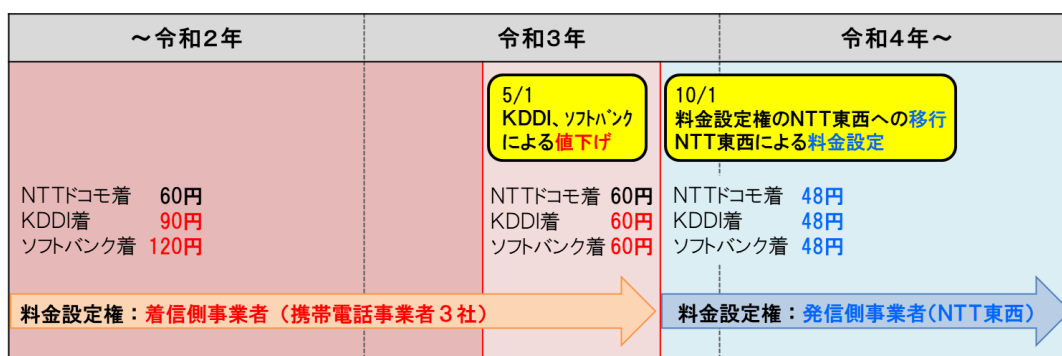 ～令和２年
令和３年
令和４年～
5/1
KDDI、ソフトバンク
による値下げ
10/1
料金設定権のNTT東西への移行
NTT東西による料金設定
NTTドコモ着 60円
KDDI着 90円
ソフトバンク着 120円
NTTドコモ着 60円
KDDI着 60円
ソフトバンク着 60円
NTTドコモ着 48円
KDDI着 48円
ソフトバンク着 48円
料金設定権：着信側事業者（携帯電話事業者３社）
料金設定権：発信側事業者（NTT東西）